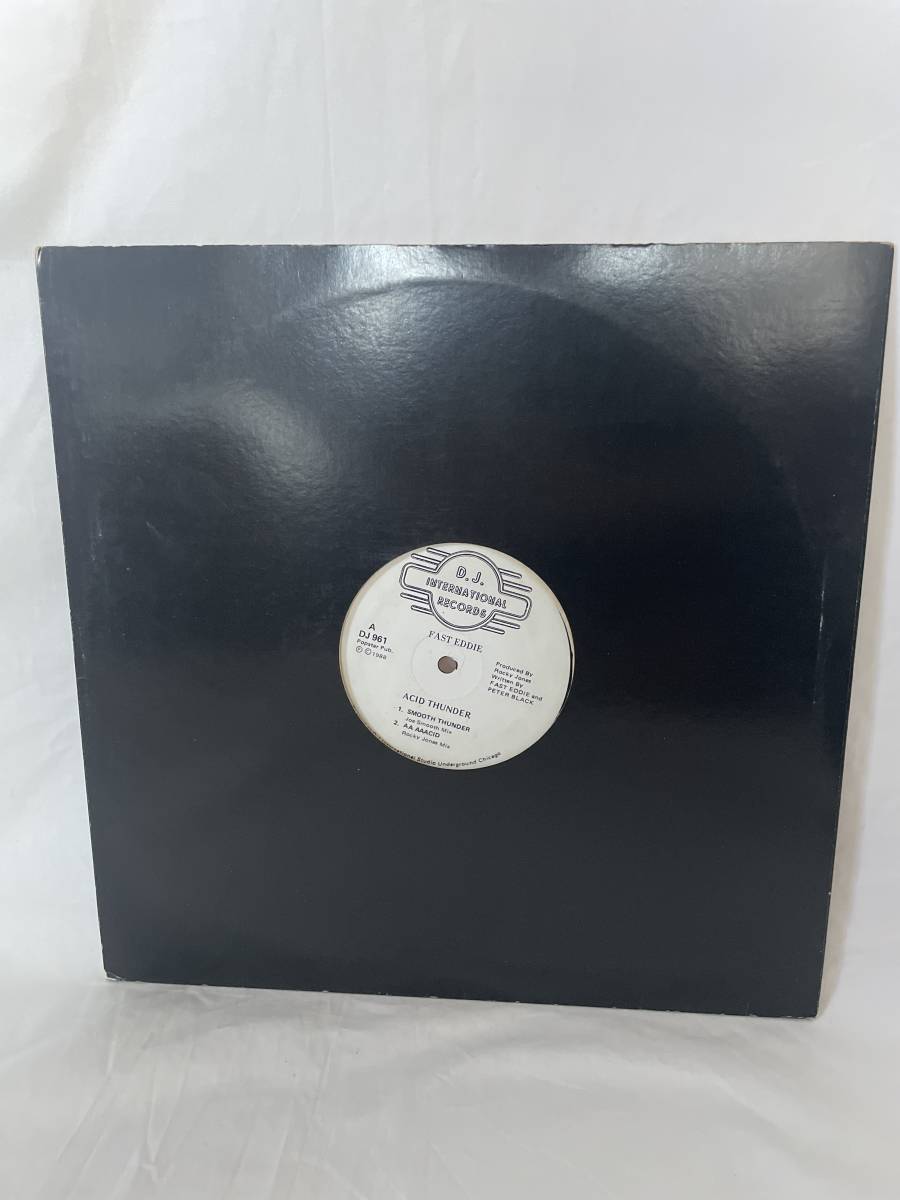 D.J.
INTERNATIONAL
RECORDS
FAST EDDIE
A
DJ 961
Popstar Pub.
Ⓟ © 1988
Produced By
Rocky Jones
Written By
FAST EDDIE and
PETER BLACK
ACID THUNDER
1. SMOOTH THUNDER
Joe Smooth Mix
2. AA AAACID
Rocky Jones Mix
Studio Underground Chicago